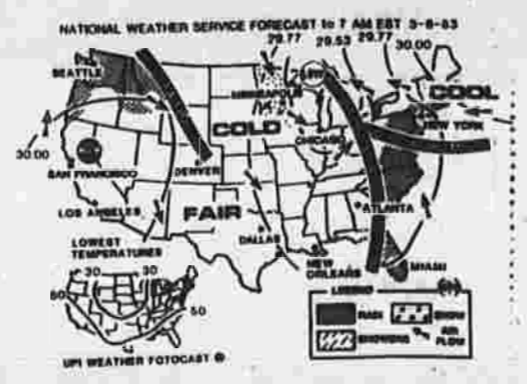 NATIONAL WEATHER SERVICE FORECAST to 7 AM EST 3-6-83
29.77 29.53 29.77 30.00
SEATTLE
MINNEAPOLIS
COOL
NEW YORK
COLD
CHICAGO
30.00
SAN FRANCISCO
DENVER
LOS ANGELES
FAIR
ATLANTA
DALLAS
LOWEST
TEMPERATURES
NEW
ORLEANS
MIAMI
30 30
50
LEGEND
RAIN
SNOW
SHOWERS
AIR
FLOW
UPI WEATHER FOTOCAST ©